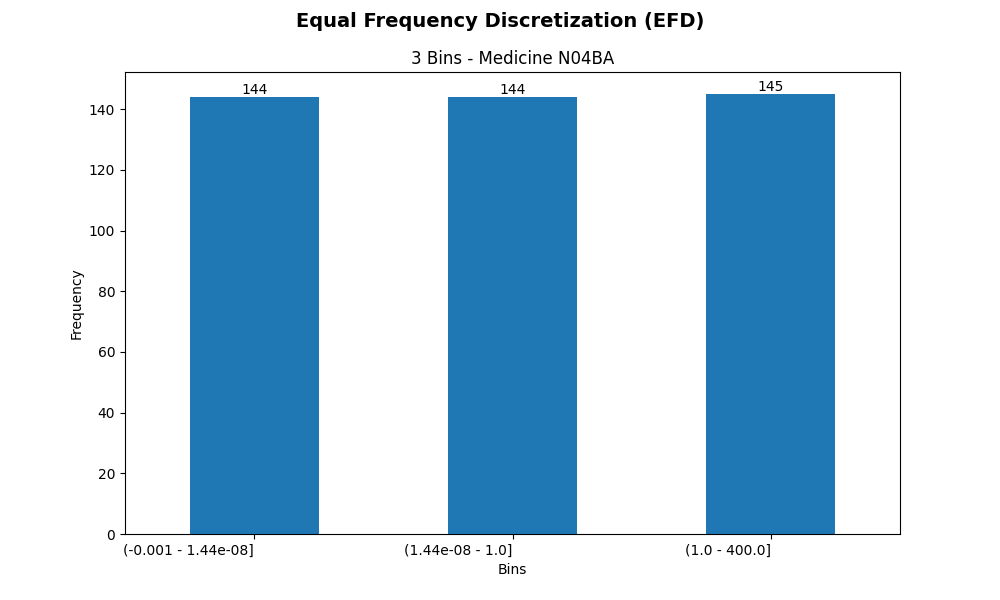 Equal Frequency Discretization (EFD)
3 Bins - Medicine N04BA
144
144
145
140
120
100
80
60
40
20
0
Frequency
(-0.001 - 1.44e-08]
(1.44e-08 - 1.0]
(1.0 - 400.0]
Bins